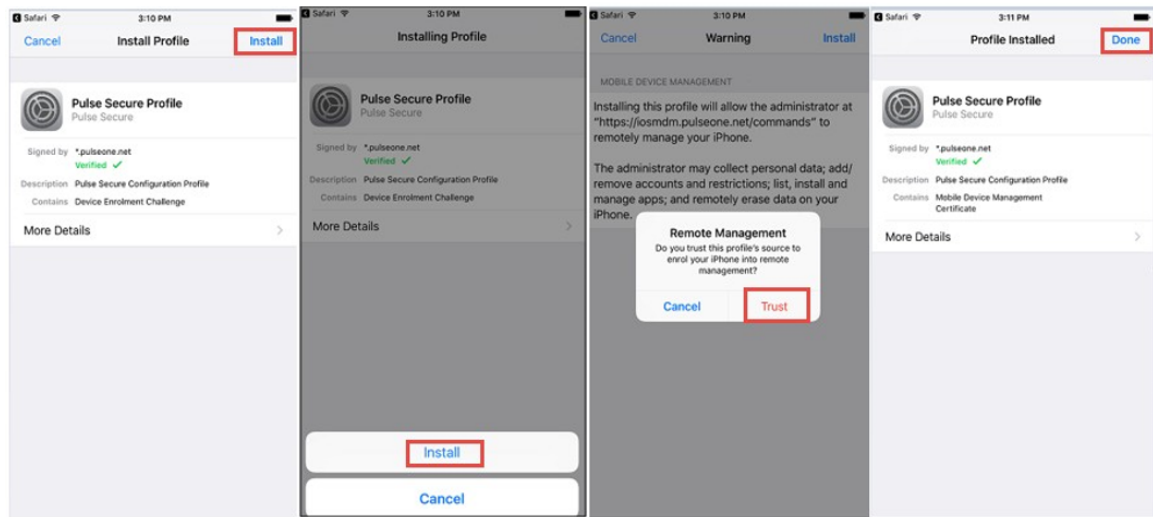 Safari 3:10 PM
Cancel Install Profile Install
Pulse Secure Profile
Pulse Secure
Signed by *.pulseone.net
Verified ✓
Description Pulse Secure Configuration Profile
Contains Device Enrolment Challenge
More Details
Safari 3:10 PM
Installing Profile
Pulse Secure Profile
Pulse Secure
Signed by *.pulseone.net
Verified ✓
Description Pulse Secure Configuration Profile
Contains Device Enrolment Challenge
More Details
Install
Cancel
Safari 3:10 PM
Cancel Warning Install
MOBILE DEVICE MANAGEMENT
Installing this profile will allow the administrator at
“https://iosmdm.pulseone.net/commands” to
remotely manage your iPhone.
The administrator may collect personal data; add/
remove accounts and restrictions; list, install and
manage apps; and remotely erase data on your
iPhone.
Remote Management
Do you trust this profile's source to
enrol your iPhone into remote
management?
Cancel Trust
Safari 3:11 PM
Profile Installed Done
Pulse Secure Profile
Pulse Secure
Signed by *.pulseone.net
Verified ✓
Description Pulse Secure Configuration Profile
Contains Mobile Device Management
Certificate
More Details